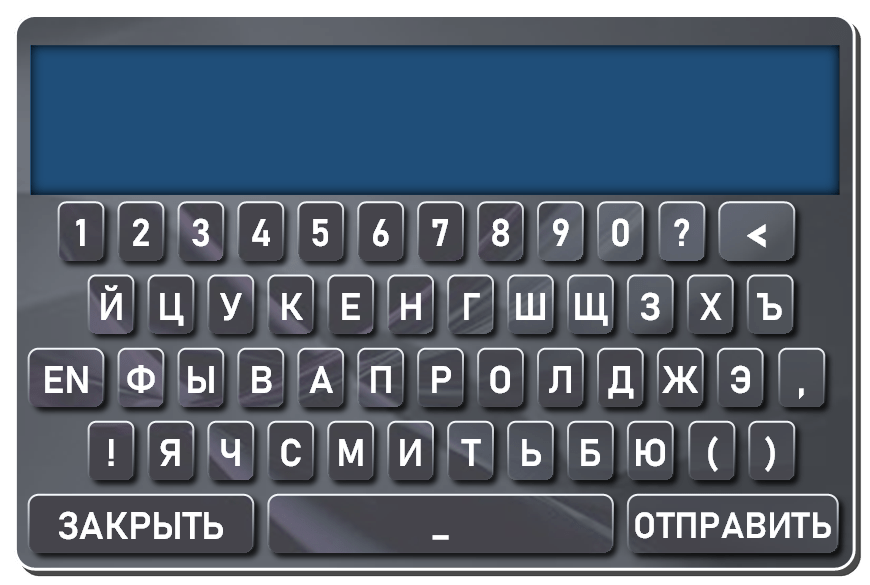 1 2 3 4 5 6 7 8 9 0 ? <
Й Ц У К Е Н Г Ш Щ З Х Ъ
EN Ф Ы В А П Р О Л Д Ж Э ,
! Я Ч С М И Т Ь Б Ю ( )
ЗАКРЫТЬ _ ОТПРАВИТЬ